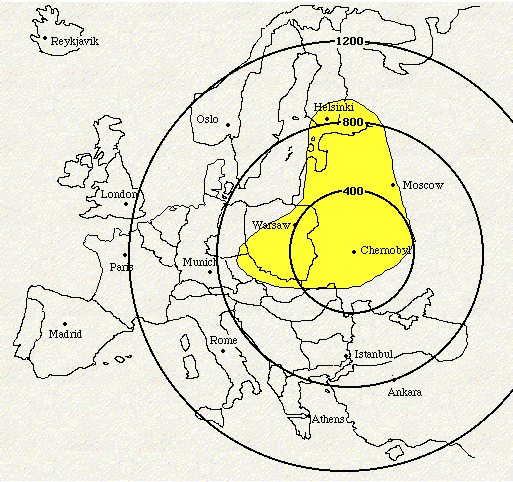 Reykjavik
1200
Helsinki
Oslo
800
London
400
Moscow
Warsaw
Chernobyl
Paris
Munich
Madrid
Rome
Istanbul
Ankara
Athens